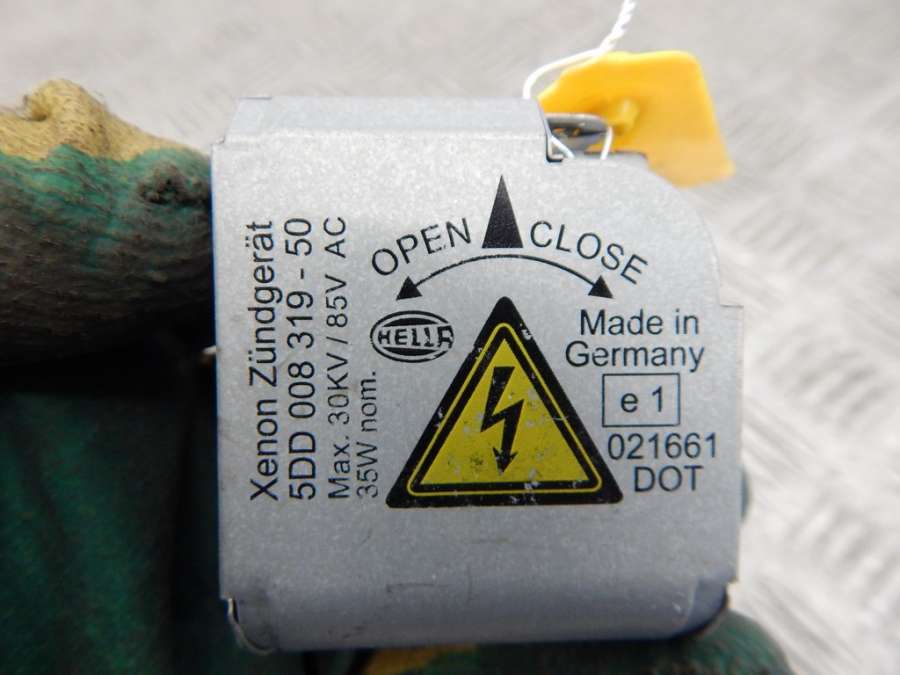 OPEN CLOSE
Xenon Zündgerät
5DD 008 319 - 50
Max. 30KV / 85V AC
35W nom.
HELLA
Made in
Germany
e 1
021661
DOT